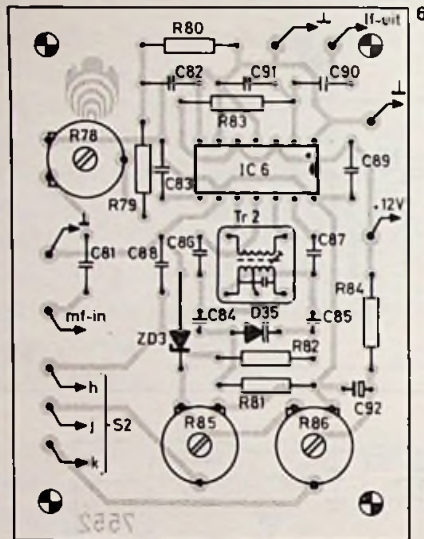 6
R80
⊥
lf-uit
C82
C91
C90
R83
⊥
R78
R79
C83
IC 6
C89
⊥
+12V
Tr 2
C81
C88
C86
C87
R84
mf-in
C84
D35
C85
ZD3
R82
h
R81
j
S2
C92
R85
R86
k
7552